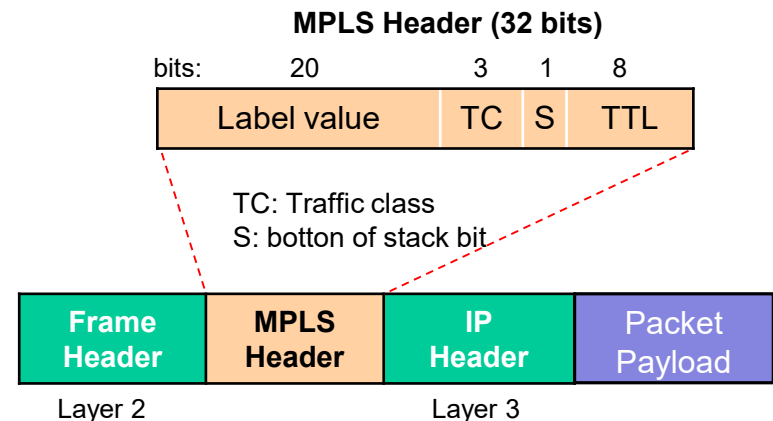 MPLS Header (32 bits)
bits: 20 3 1 8
Label value TC S TTL
TC: Traffic class
S: botton of stack bit
Frame Header MPLS Header IP Header Packet Payload
Layer 2 Layer 3